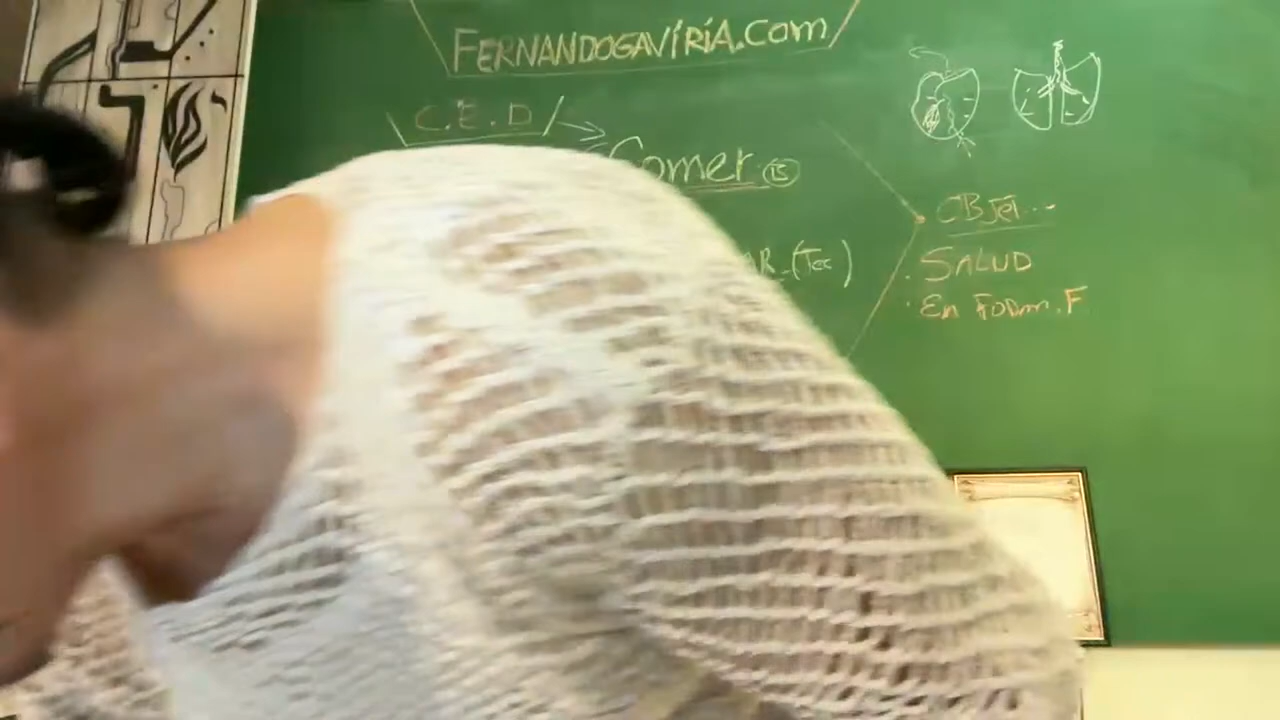 FERNANDOGAVIRIA.com
C.E.D
Comer
(Tec)
OBJET...
SALUD
En Form. F